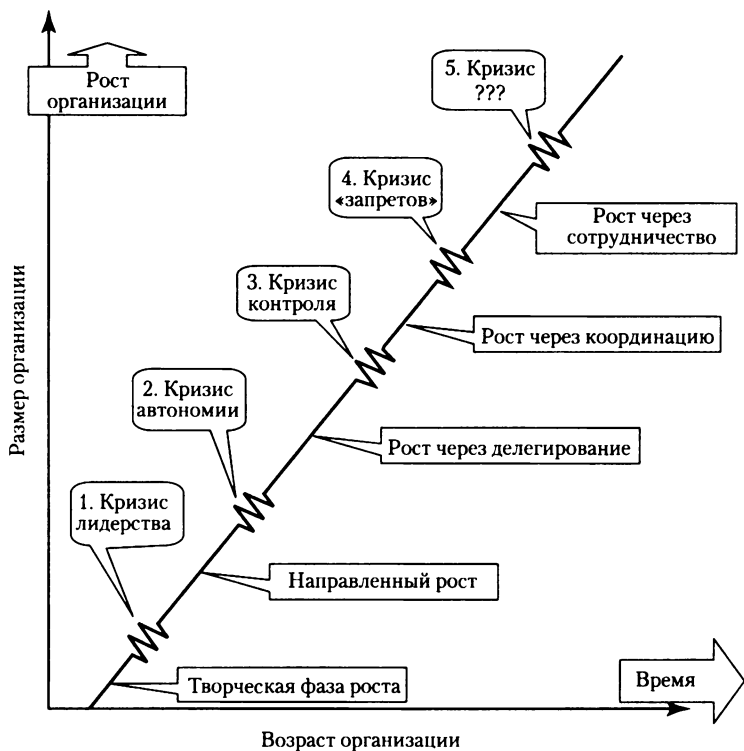 Рост
организации
5. Кризис
???
4. Кризис
«запретов»
Рост через
сотрудничество
3. Кризис
контроля
Рост через координацию
2. Кризис
автономии
Рост через делегирование
1. Кризис
лидерства
Направленный рост
Творческая фаза роста
Время
Размер организации
Возраст организации